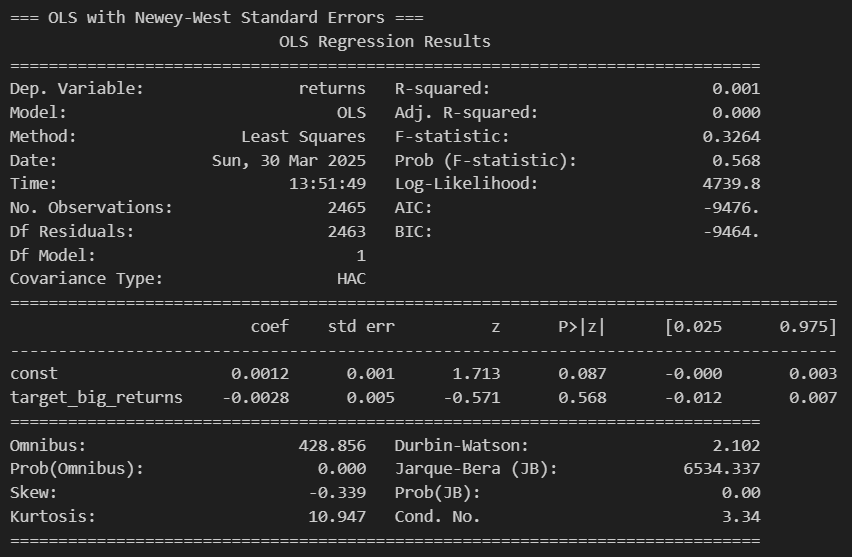 === OLS with Newey-West Standard Errors ===
                            OLS Regression Results
==============================================================================
Dep. Variable:                returns   R-squared:                       0.001
Model:                            OLS   Adj. R-squared:                  0.000
Method:                 Least Squares   F-statistic:                    0.3264
Date:                Sun, 30 Mar 2025   Prob (F-statistic):              0.568
Time:                        13:51:49   Log-Likelihood:                 4739.8
No. Observations:                2465   AIC:                            -9476.
Df Residuals:                    2463   BIC:                            -9464.
Df Model:                           1
Covariance Type:                  HAC
======================================================================================
                         coef    std err          z      P>|z|      [0.025      0.975]
--------------------------------------------------------------------------------------
const                  0.0012      0.001      1.713      0.087      -0.000       0.003
target_big_returns    -0.0028      0.005     -0.571      0.568      -0.012       0.007
==============================================================================
Omnibus:                      428.856   Durbin-Watson:                   2.102
Prob(Omnibus):                  0.000   Jarque-Bera (JB):             6534.337
Skew:                          -0.339   Prob(JB):                         0.00
Kurtosis:                      10.947   Cond. No.                         3.34
==============================================================================